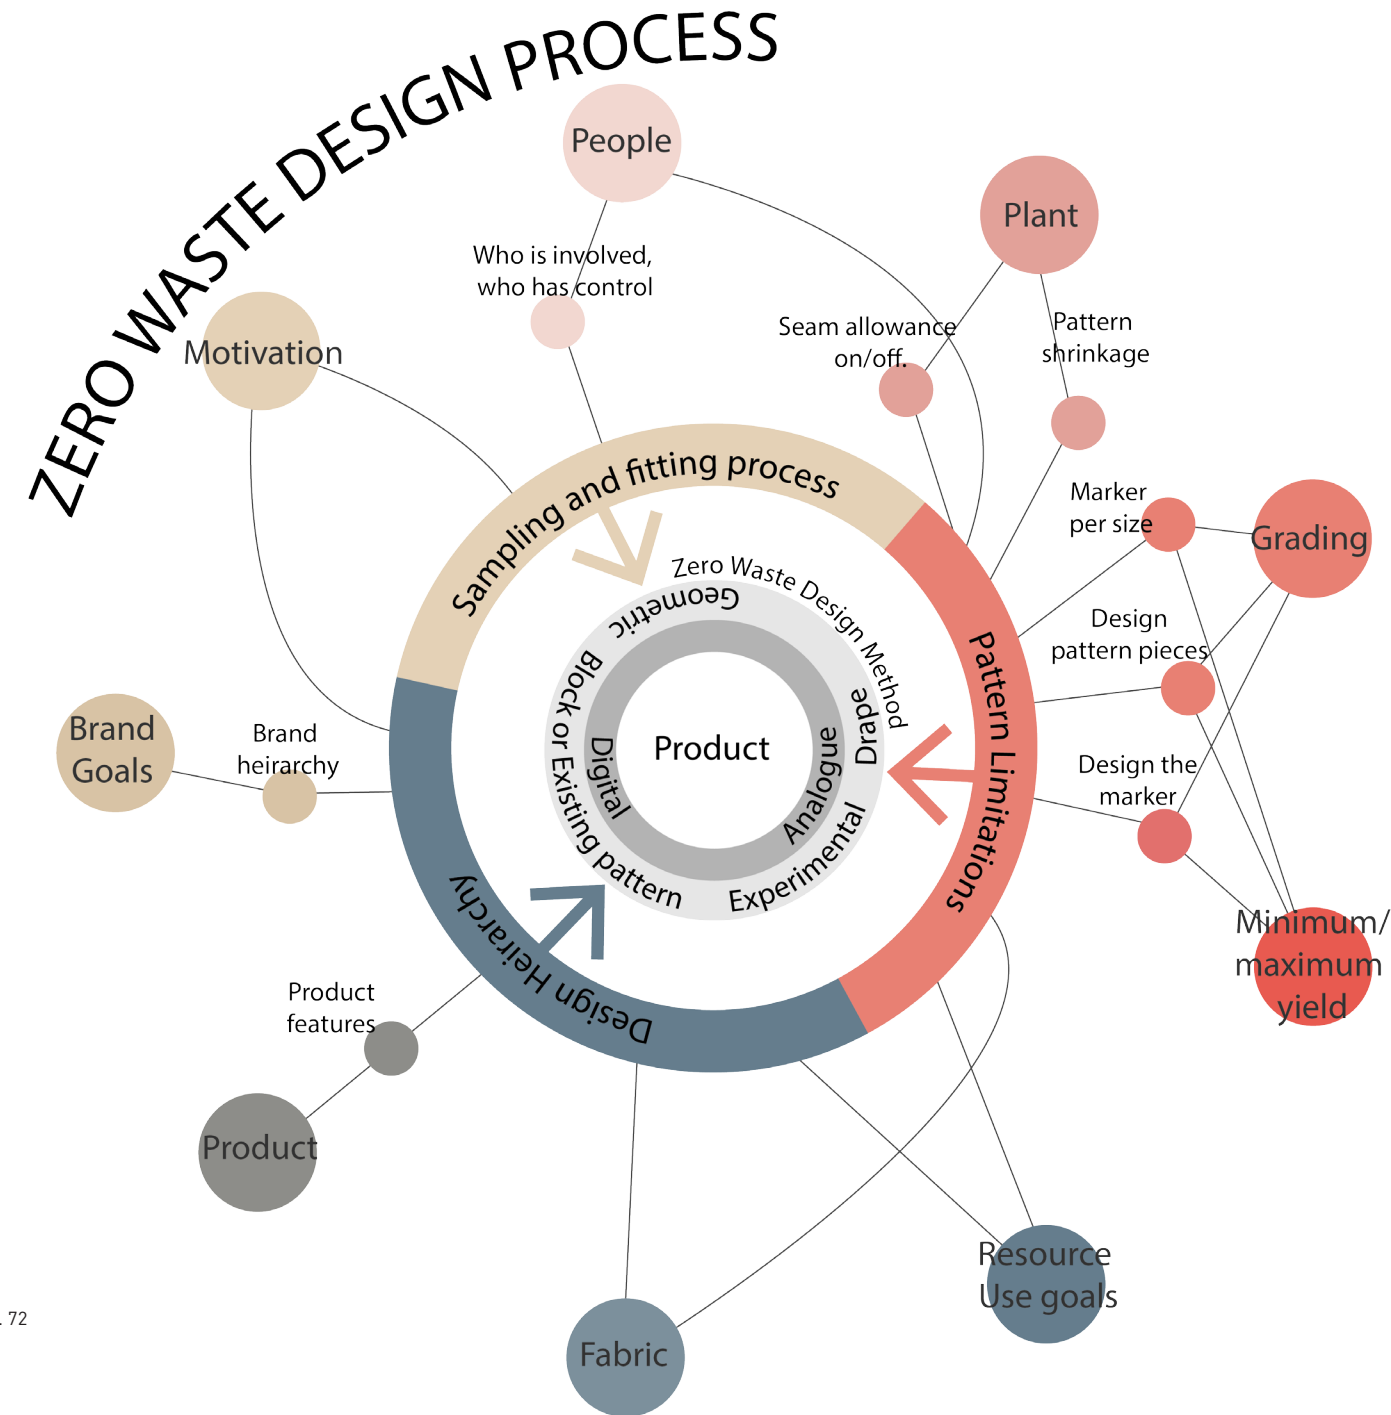 ZERO WASTE DESIGN PROCESS
People
Plant
Who is involved,
who has control
Seam allowance
on/off.
Pattern
shrinkage
Motivation
Sampling and fitting process
Marker
per size
Grading
Zero Waste Design Method
Geometric
Design
pattern pieces
Block or Existing pattern
Drape
Pattern Limitations
Brand
Goals
Brand
heirarchy
Digital
Product
Analogue
Design the
marker
Experimental
Design Heirarchy
Minimum/
maximum
yield
Product
features
Product
Resource
Use goals
. 72
Fabric